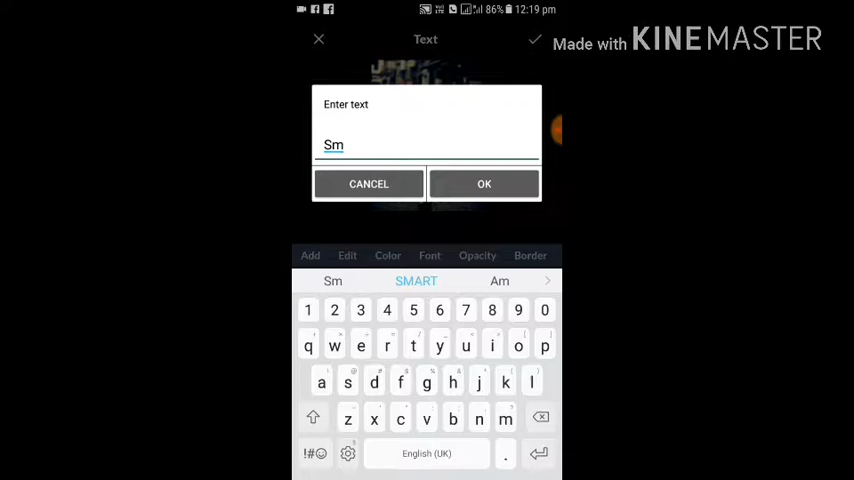 86% 12:19 pm
Text
Made with KINEMASTER
Enter text
Sm
CANCEL OK
Add Edit Color Font Opacity Border
Sm SMART Am >
1 2 3 4 5 6 7 8 9 0
q w e r t y u i o p
a s d f g h j k l
z x c v b n m
!#☺ English (UK) .